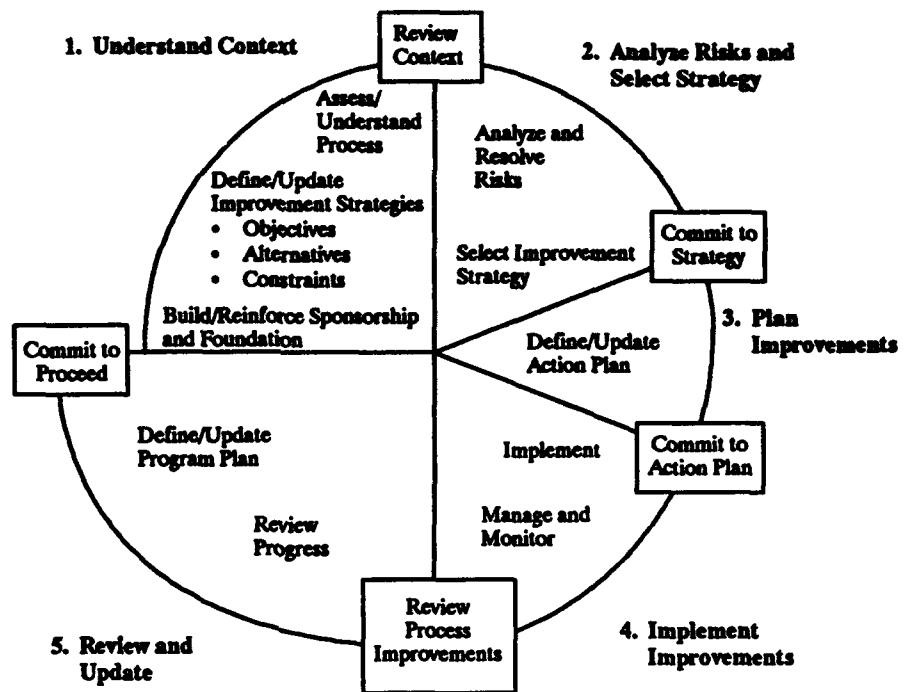 1. Understand Context
Review
Context
2. Analyze Risks and
Select Strategy
Assess/
Understand
Process
Define/Update
Improvement Strategies
• Objectives
• Alternatives
• Constraints
Build/Reinforce Sponsorship
and Foundation
Analyze and
Resolve
Risks
Select Improvement
Strategy
Commit to
Strategy
3. Plan
Improvements
Define/Update
Action Plan
Commit to
Proceed
Commit to
Action Plan
Implement
Manage and
Monitor
Define/Update
Program Plan
Review
Progress
Review
Process
Improvements
4. Implement
Improvements
5. Review and
Update